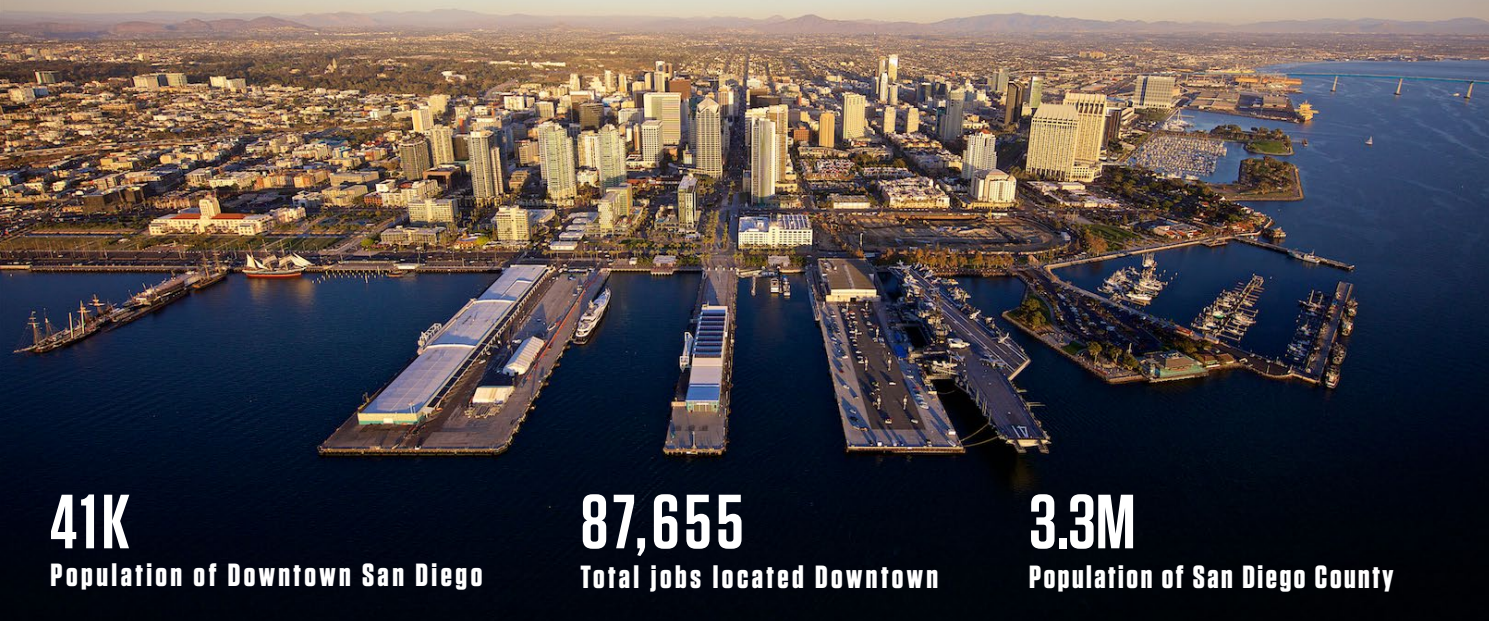 41K
Population of Downtown San Diego
87,655
Total jobs located Downtown
3.3M
Population of San Diego County
41